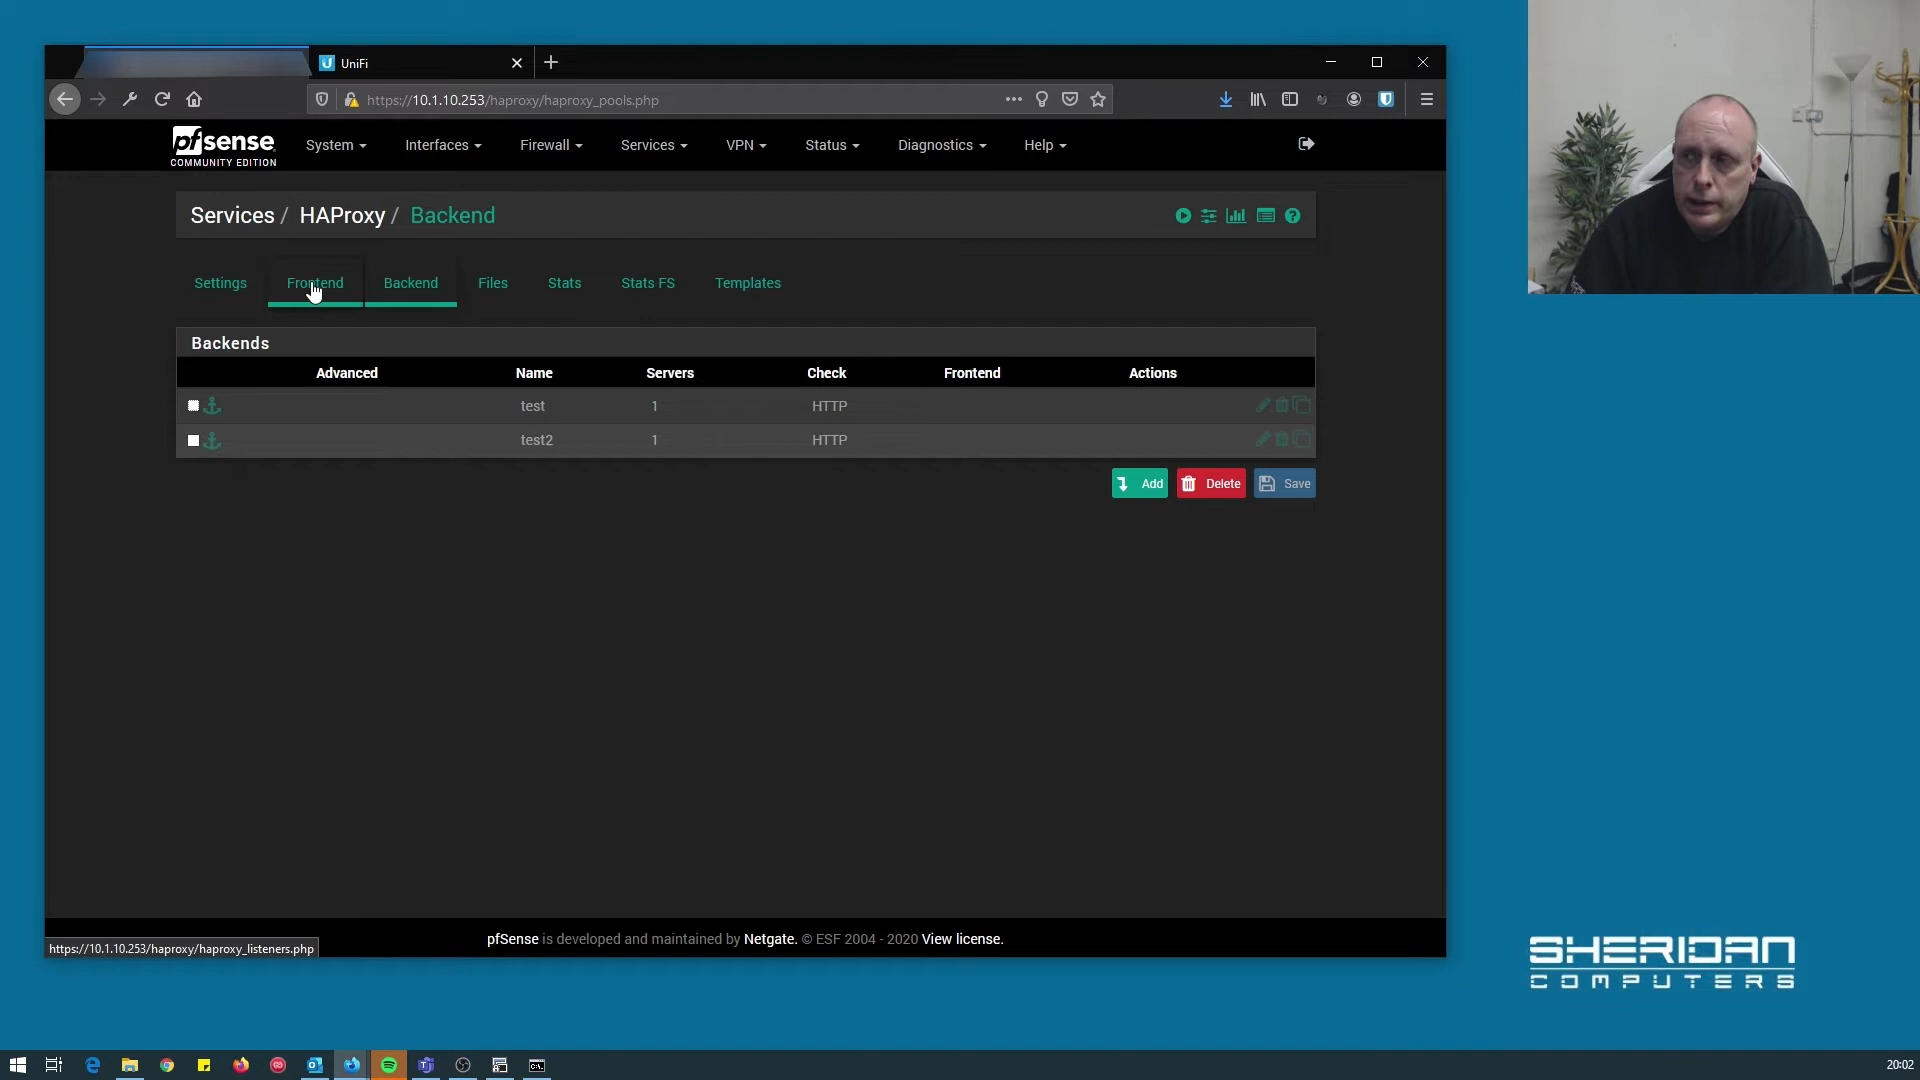 UniFi
https://10.1.10.253/haproxy/haproxy_pools.php
pfsense
COMMUNITY EDITION
System Interfaces Firewall Services VPN Status Diagnostics Help
Services / HAProxy / Backend
Settings Frontend Backend Files Stats Stats FS Templates
Backends
Advanced Name Servers Check Frontend Actions
test 1 HTTP
test2 1 HTTP
Add Delete Save
pfSense is developed and maintained by Netgate. © ESF 2004 - 2020 View license.
https://10.1.10.253/haproxy/haproxy_listeners.php
SHERIDAN
COMPUTERS
20:02